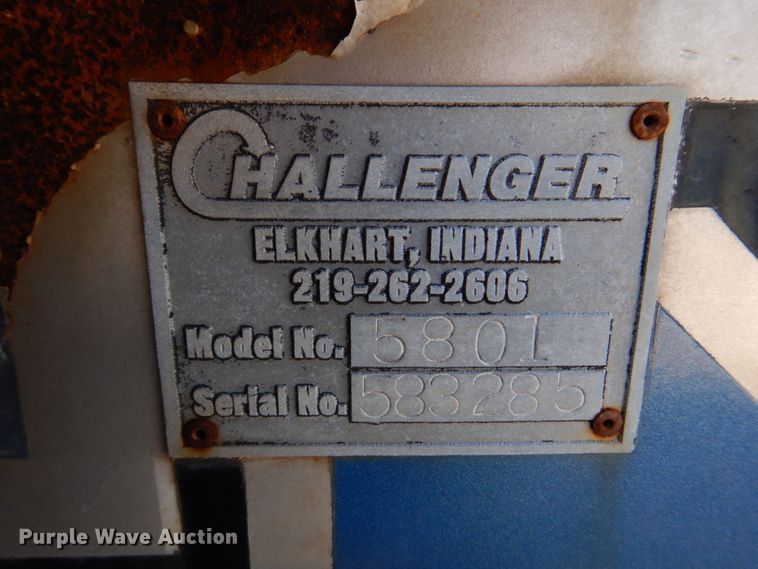 CHALLENGER
ELKHART, INDIANA
219-262-2606
Model No. 5801
Serial No. 583285
Purple Wave Auction